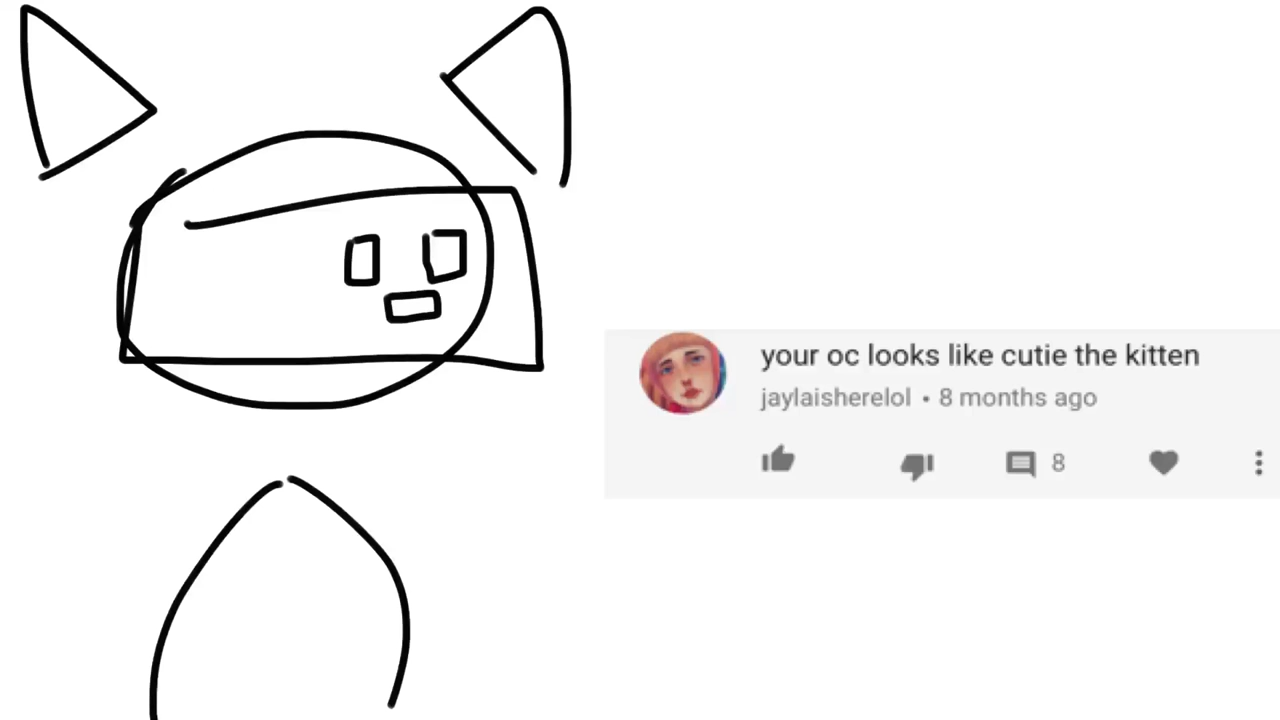 your oc looks like cutie the kitten
jaylaisherelol • 8 months ago
8